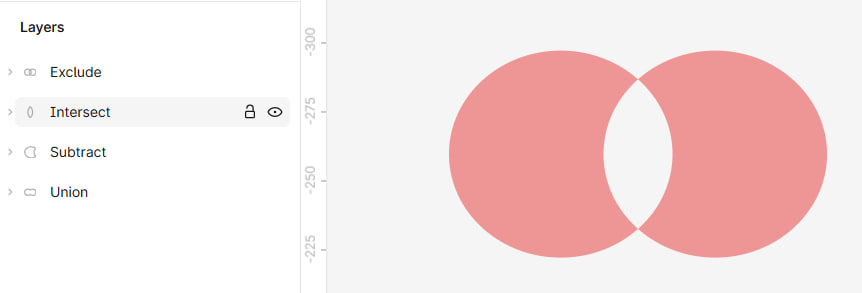 Layers
Exclude
Intersect
Subtract
Union
-300
-275
-250
-225